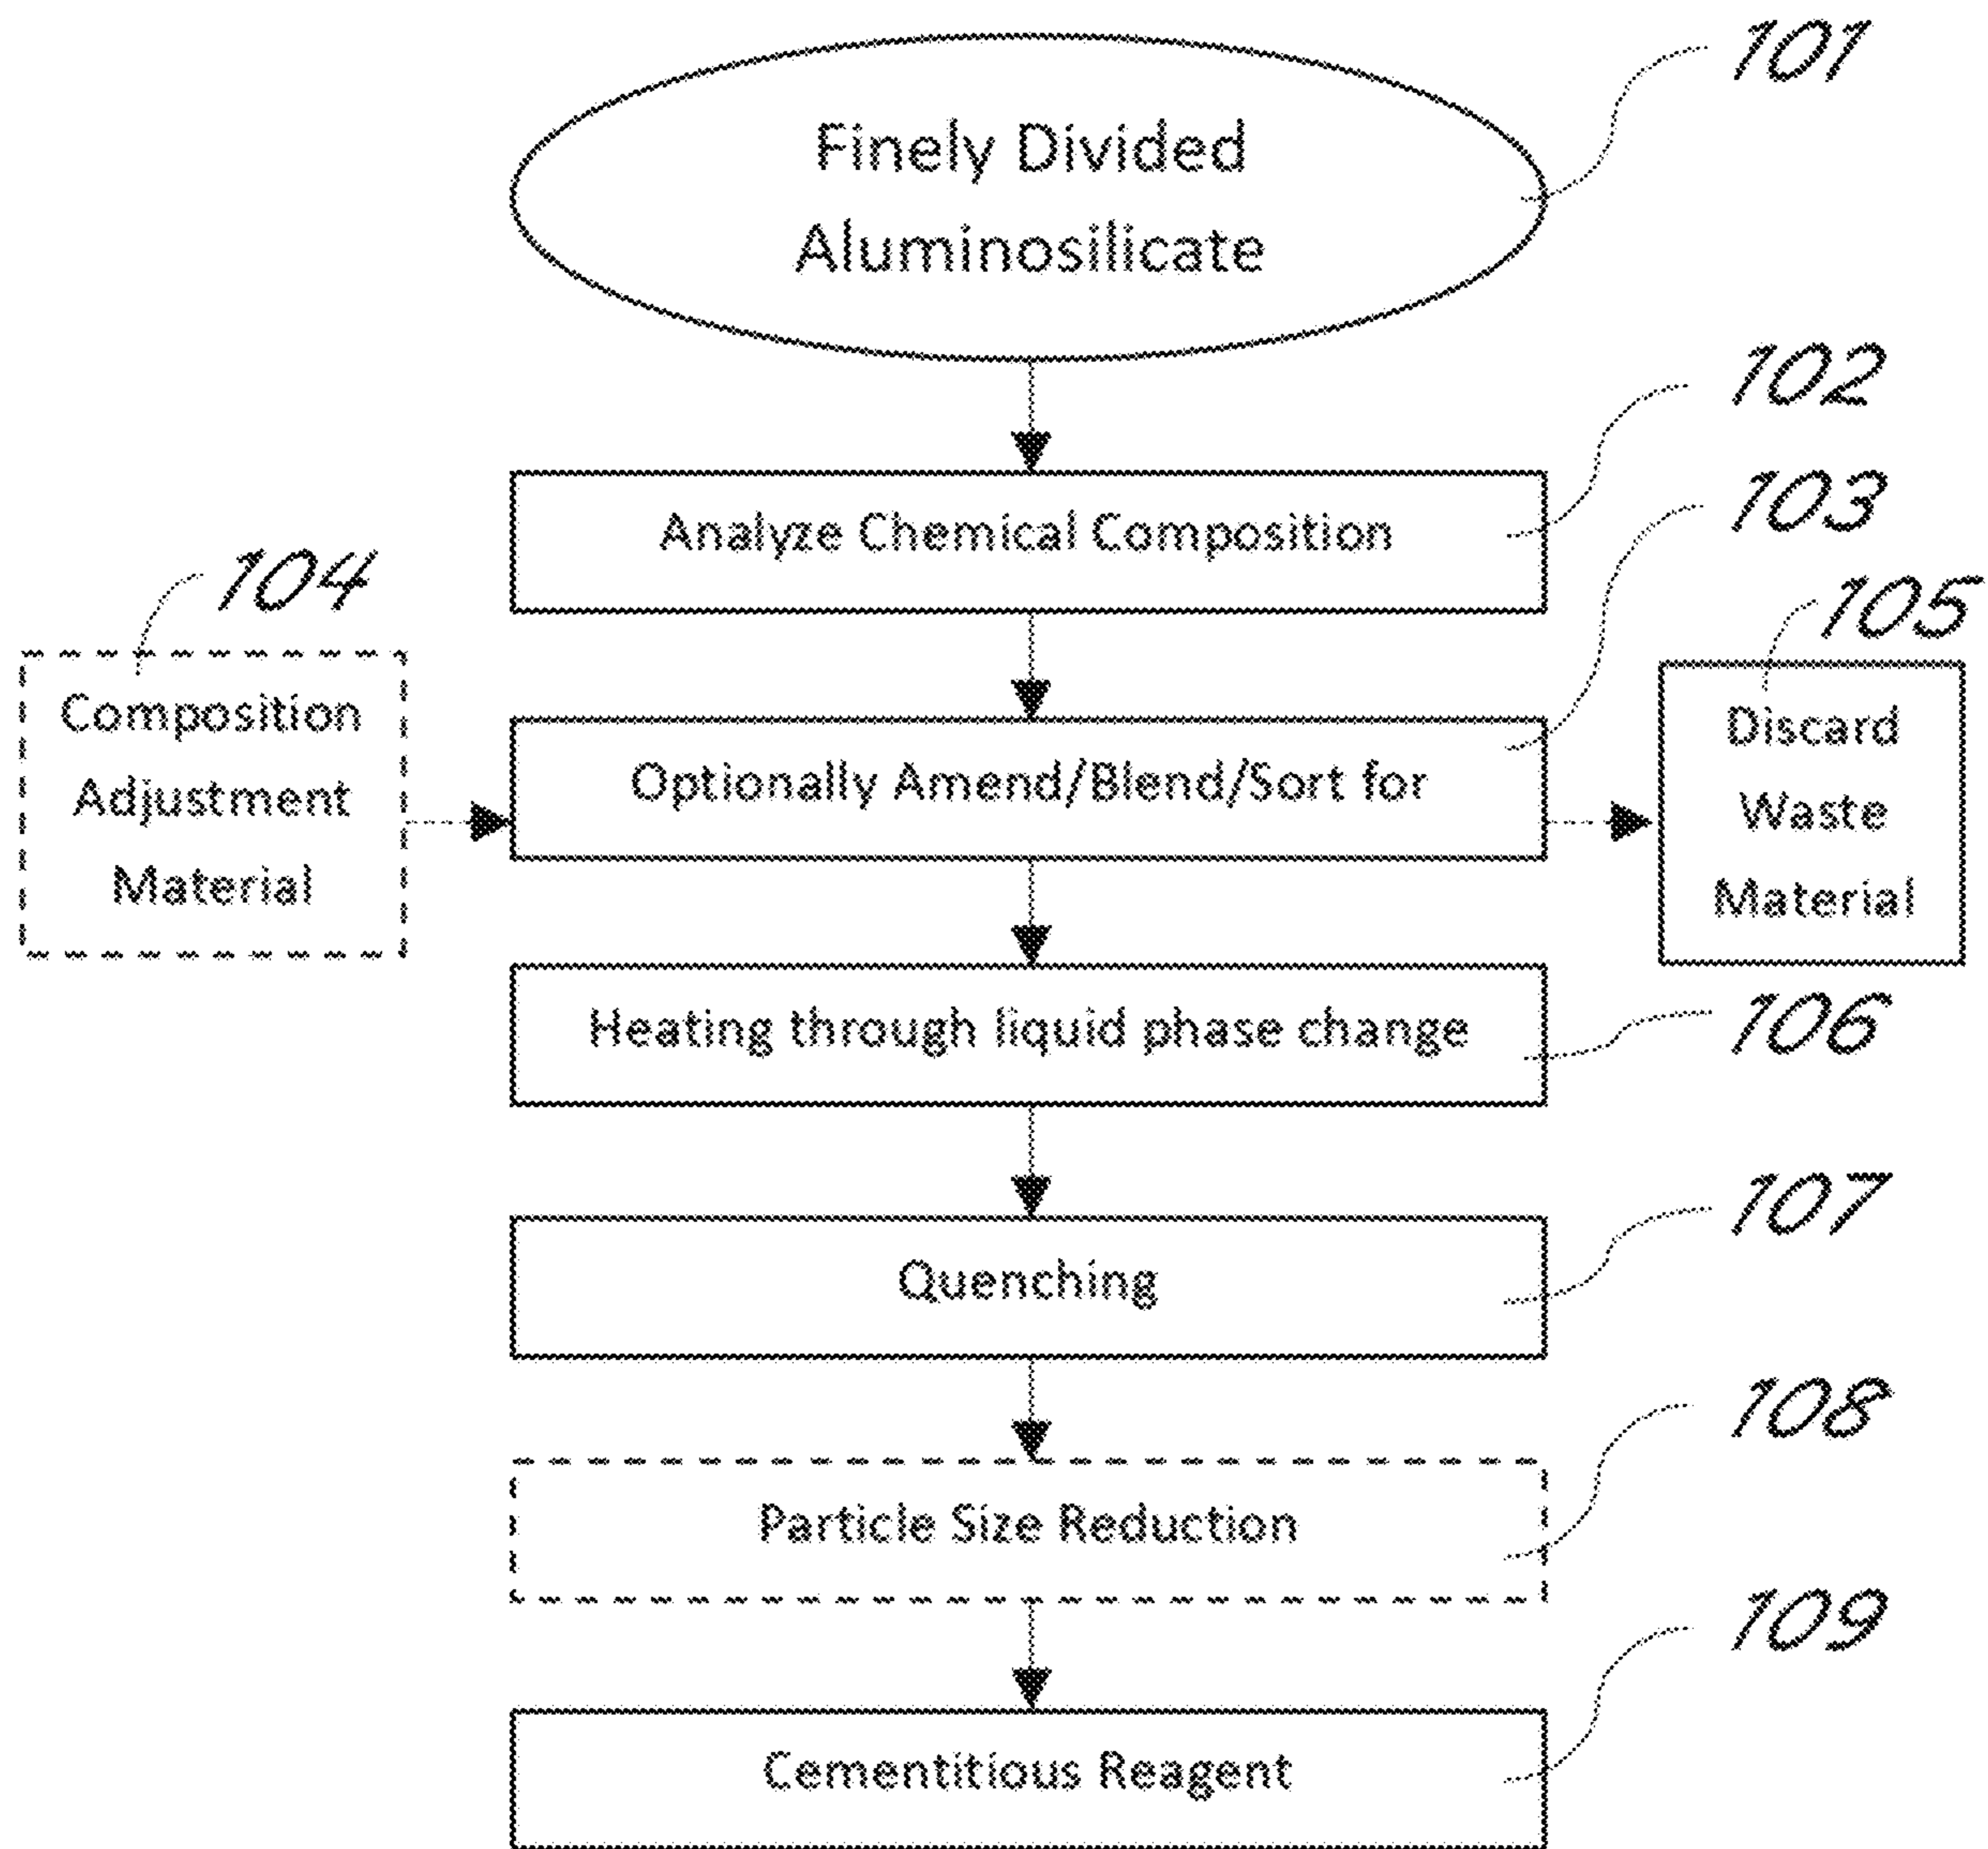 101
Finely Divided
Aluminosilicate
102
Analyze Chemical Composition
103
104
Composition
Adjustment
Material
Optionally Amend/Blend/Sort for
105
Discard
Waste
Material
106
Heating through liquid phase change
107
Quenching
108
Particle Size Reduction
109
Cementitious Reagent